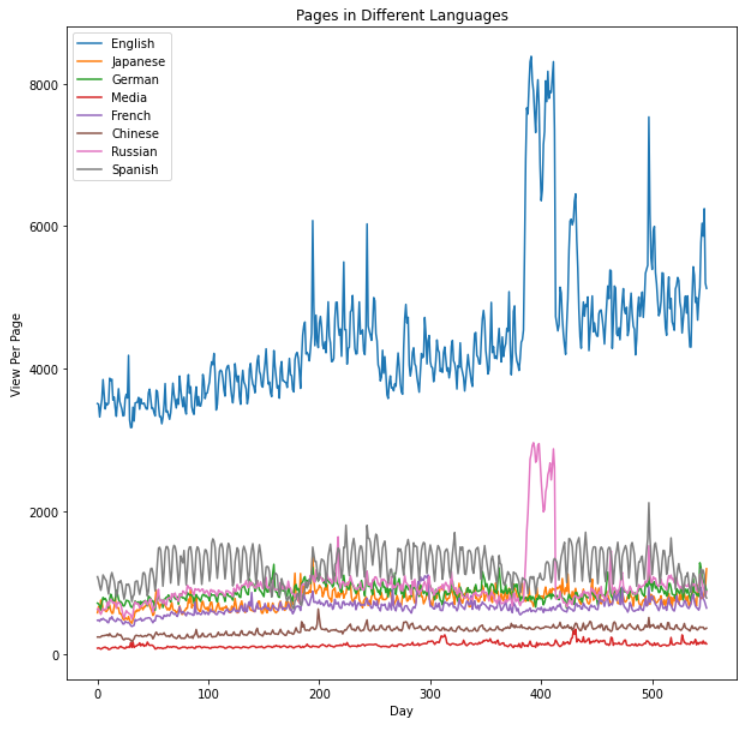 Pages in Different Languages
English
Japanese
German
Media
French
Chinese
Russian
Spanish
8000
6000
4000
2000
0
View Per Page
0 100 200 300 400 500
Day